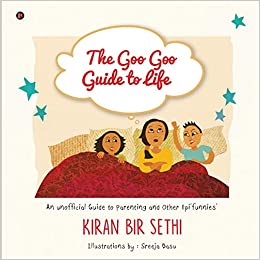 The Goo Goo
Guide to Life
An unofficial Guide to Parenting and Other Epi'funnies'
KIRAN BIR SETHI
Illustrations by : Sreeja Basu